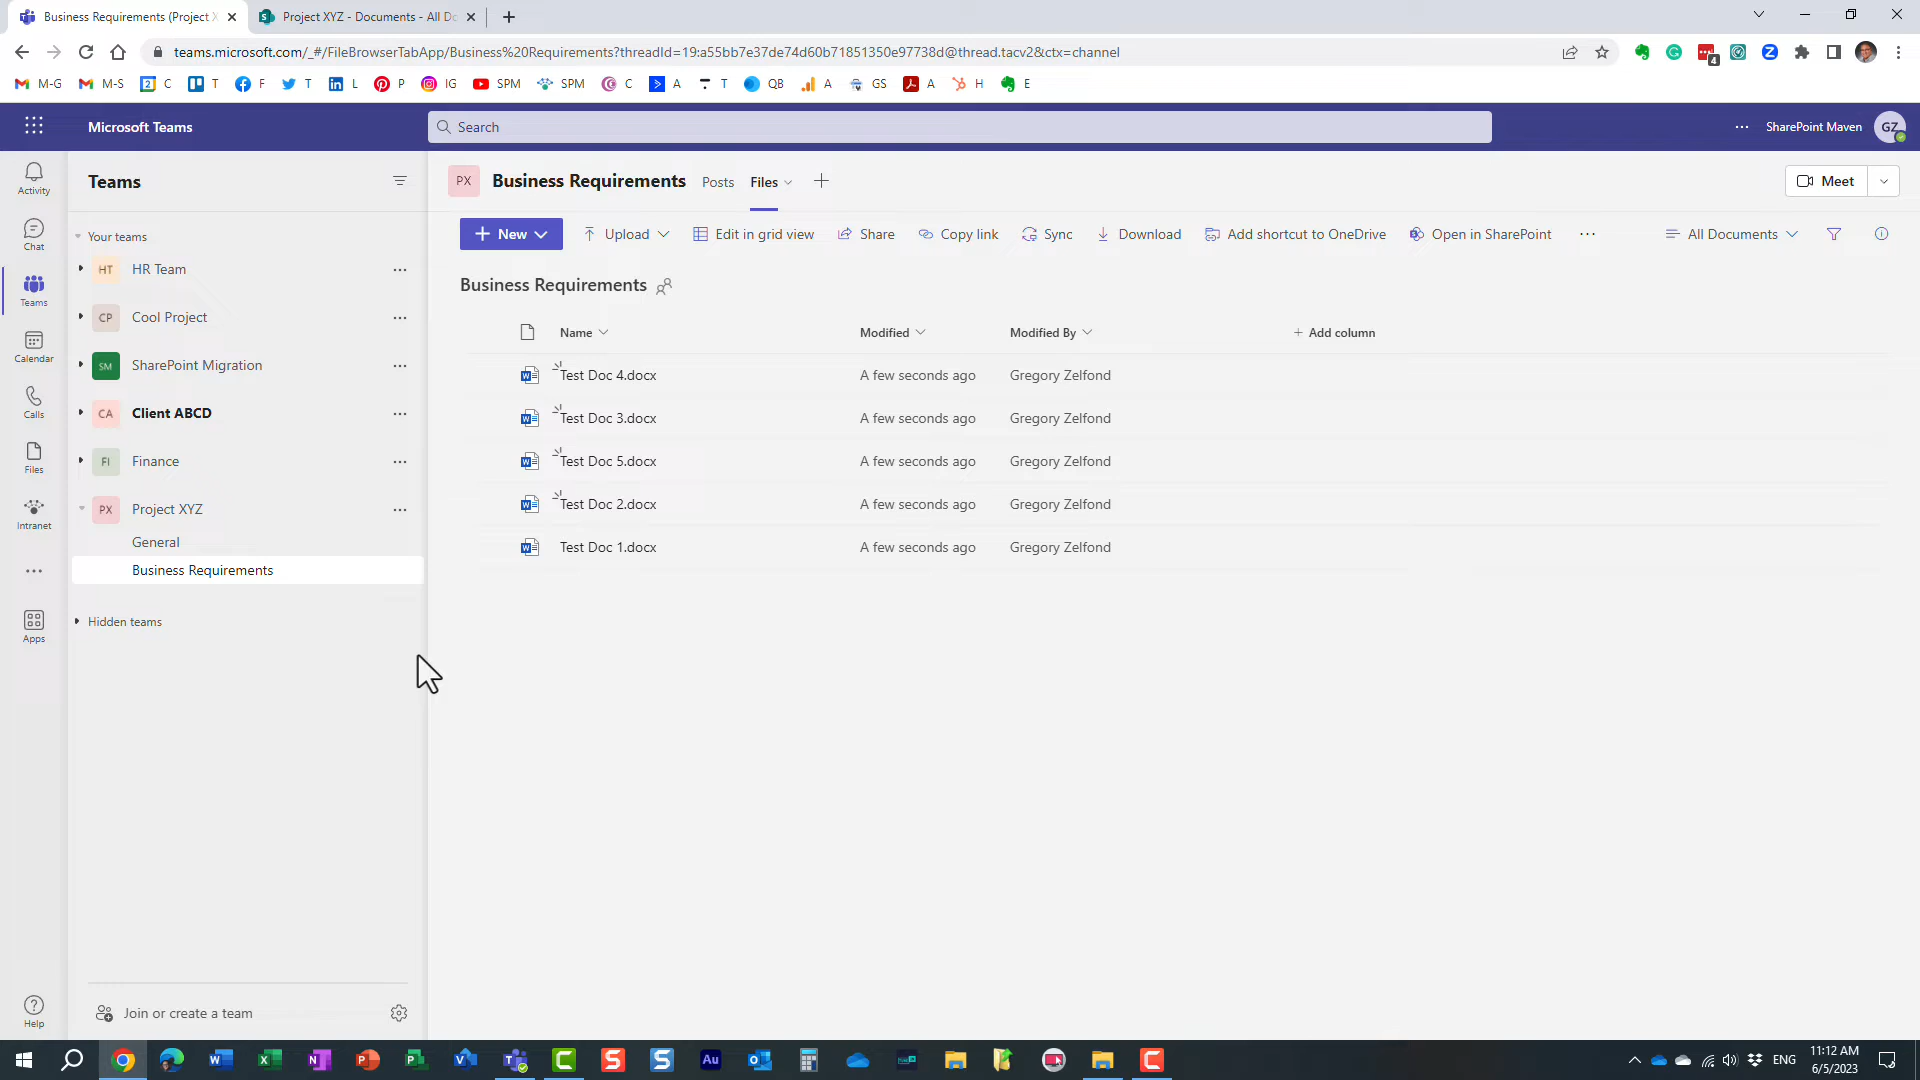 Business Requirements (Project X
Project XYZ - Documents - All Do
teams.microsoft.com/_#/FileBrowserTabApp/Business%20Requirements?threadId=19:a55bb7e37de74d60b71851350e97738d@thread.tacv2&ctx=channel
4
M-G
M-S
C
T
F
T
L
P
IG
SPM
SPM
C
A
T
QB
A
GS
A
H
E
Microsoft Teams
Search
SharePoint Maven
GZ
Activity
Chat
Teams
Calendar
Calls
Files
Intranet
Apps
Help
Teams
Your teams
HT HR Team
CP Cool Project
SM SharePoint Migration
CA Client ABCD
FI Finance
PX Project XYZ
General
Business Requirements
Hidden teams
Join or create a team
PX Business Requirements Posts Files
Meet
New Upload Edit in grid view Share Copy link Sync Download Add shortcut to OneDrive Open in SharePoint All Documents
Business Requirements
Name Modified Modified By Add column
Test Doc 4.docx A few seconds ago Gregory Zelfond
Test Doc 3.docx A few seconds ago Gregory Zelfond
Test Doc 5.docx A few seconds ago Gregory Zelfond
Test Doc 2.docx A few seconds ago Gregory Zelfond
Test Doc 1.docx A few seconds ago Gregory Zelfond
Au
ENG
11:12 AM
6/5/2023